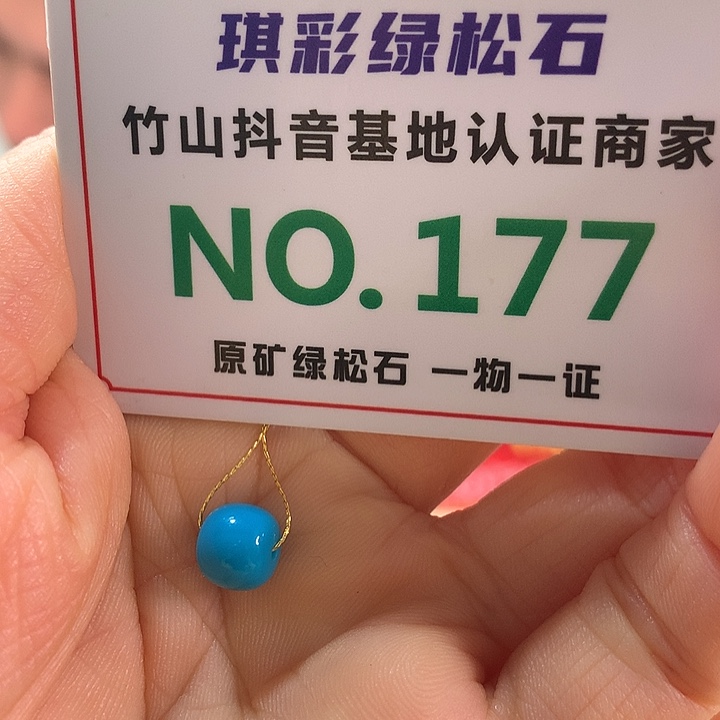 琪彩绿松石
竹山抖音基地认证商家
NO.177
原矿绿松石 一物一证